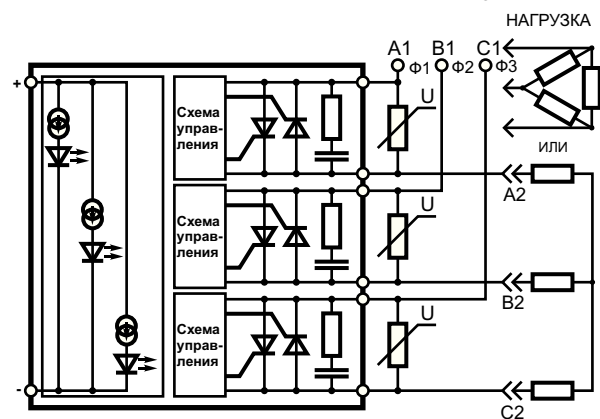 НАГРУЗКА
A1 B1 C1
Ф1 Ф2 Ф3
+
Схема
управ-
ления
U
ИЛИ
A2
Схема
управ-
ления
U
B2
Схема
управ-
ления
U
-
C2